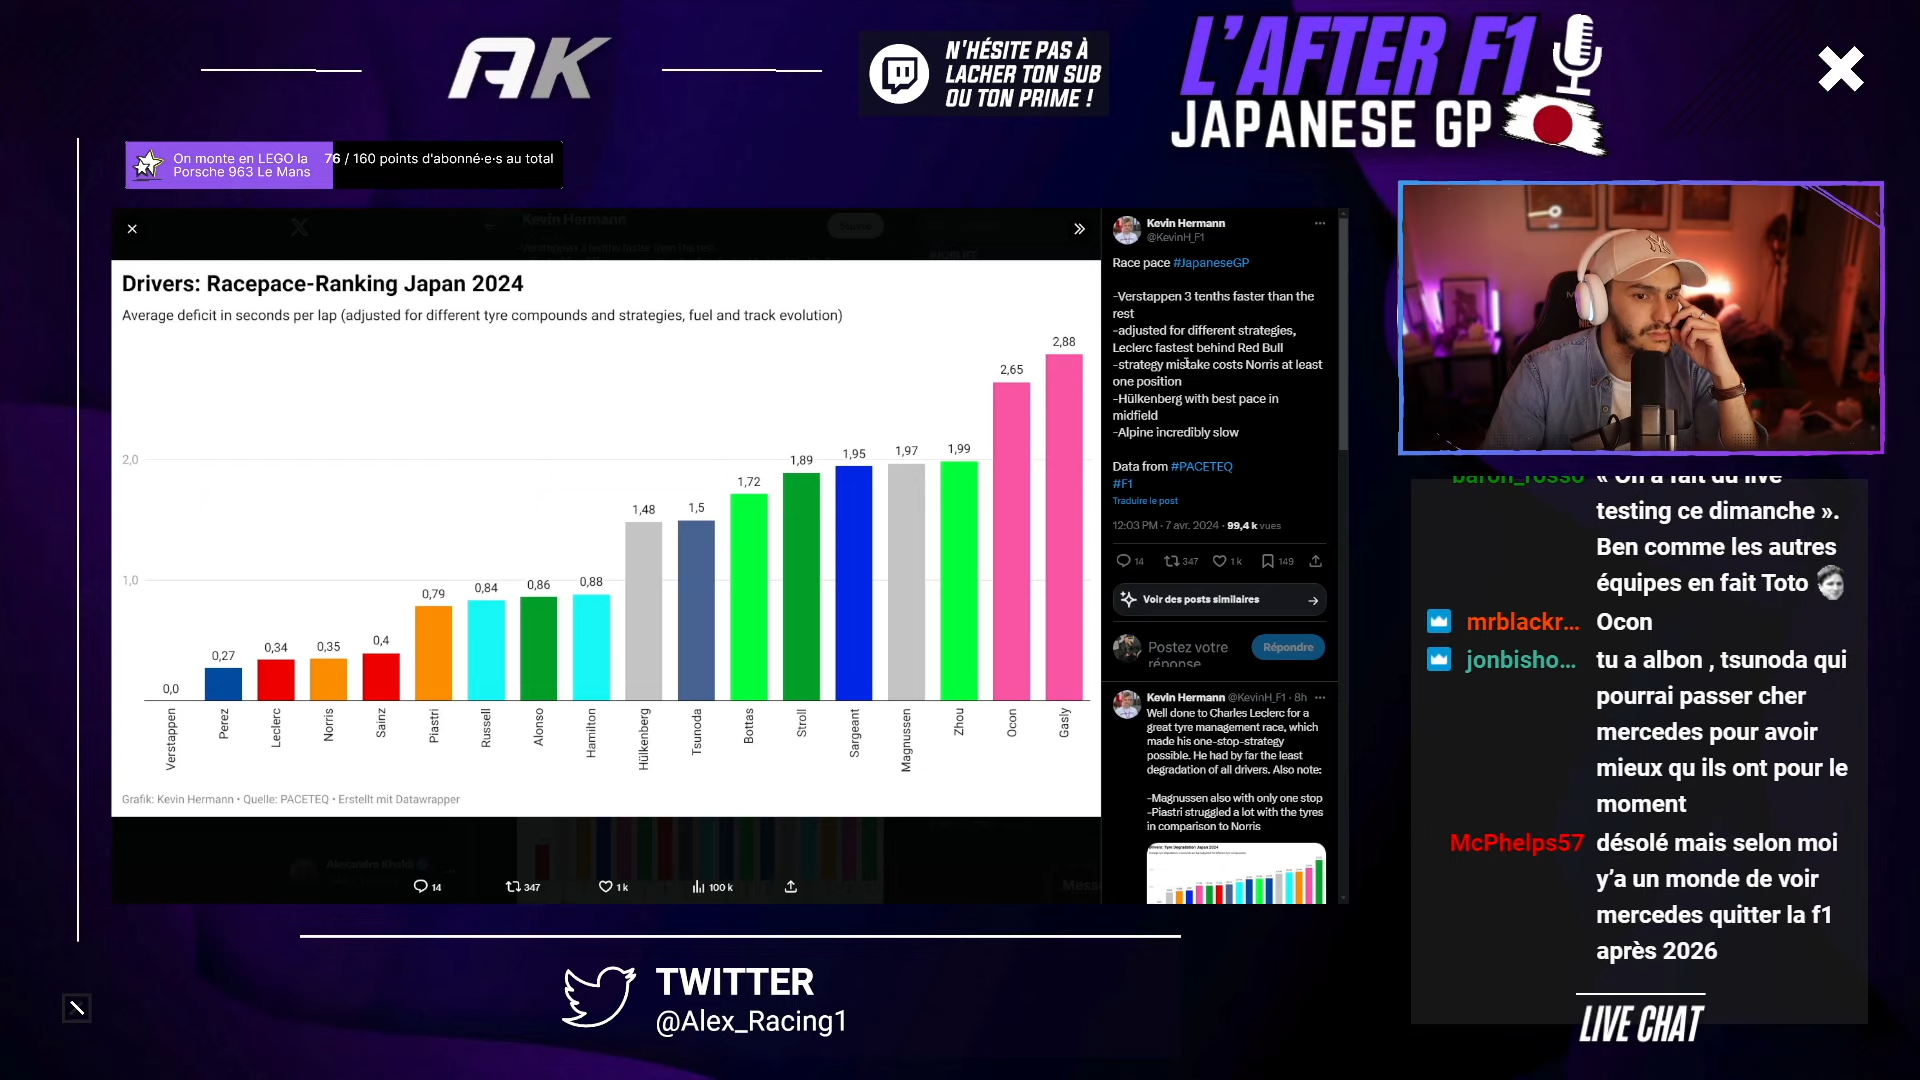 AK
N'HÉSITE PAS À
LACHER TON SUB
OU TON PRIME !
L'AFTER F1
JAPANESE GP
On monte en LEGO la
Porsche 963 Le Mans
76 / 160 points d'abonné·e·s au total
Kevin Hermann
Drivers: Racepace-Ranking Japan 2024
Average deficit in seconds per lap (adjusted for different tyre compounds and strategies, fuel and track evolution)
2,88
2,65
2,0
1,99
1,97
1,95
1,89
1,72
1,5
1,48
1,0
0,88
0,86
0,84
0,79
0,4
0,35
0,34
0,27
0,0
Verstappen
Perez
Leclerc
Norris
Sainz
Piastri
Russell
Alonso
Hamilton
Hülkenberg
Tsunoda
Bottas
Stroll
Sargeant
Magnussen
Zhou
Ocon
Gasly
Grafik: Kevin Hermann • Quelle: PACETEQ • Erstellt mit Datawrapper
14
347
1 k
100 k
Kevin Hermann
@KevinH_F1
Race pace #JapaneseGP
-Verstappen 3 tenths faster than the
rest
-adjusted for different strategies,
Leclerc fastest behind Red Bull
-strategy mistake costs Norris at least
one position
-Hülkenberg with best pace in
midfield
-Alpine incredibly slow
Data from #PACETEQ
#F1
Traduire le post
12:03 PM · 7 avr. 2024 · 99,4 k vues
14
347
1 k
149
Voir des posts similaires
Postez votre
réponse
Répondre
Kevin Hermann @KevinH_F1 · 8h
Well done to Charles Leclerc for a
great tyre management race, which
made his one-stop-strategy
possible. He had by far the least
degradation of all drivers. Also note:
-Magnussen also with only one stop
-Piastri struggled a lot with the tyres
in comparison to Norris
Drivers: Tyre Degradation Japan 2024
baron_rosso « On a fait du live
testing ce dimanche ».
Ben comme les autres
équipes en fait Toto
mrblackr... Ocon
jonbisho... tu a albon , tsunoda qui
pourrai passer cher
mercedes pour avoir
mieux qu ils ont pour le
moment
McPhelps57 désolé mais selon moi
y'a un monde de voir
mercedes quitter la f1
après 2026
LIVE CHAT
TWITTER
@Alex_Racing1